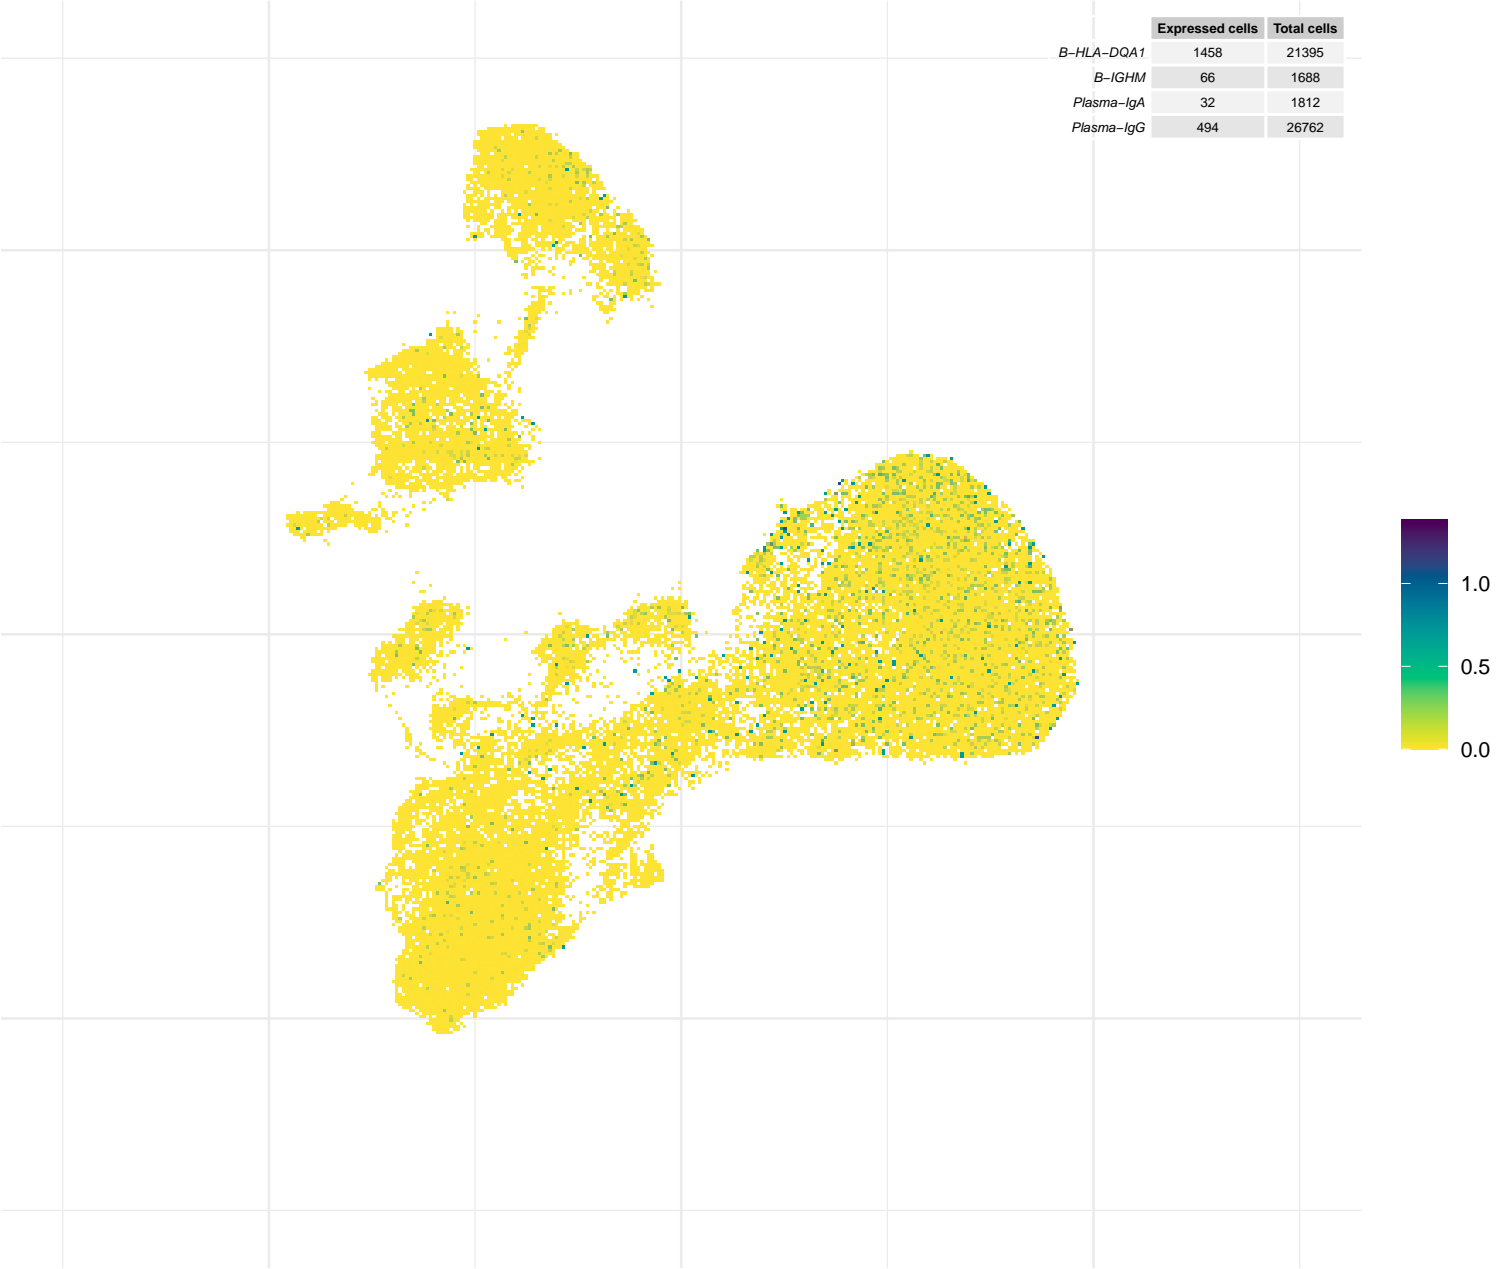 Expressed cells Total cells
B−HLA−DQA1 1458 21395
B−IGHM 66 1688
Plasma−IgA 32 1812
Plasma−IgG 494 26762
1.0
0.5
0.0